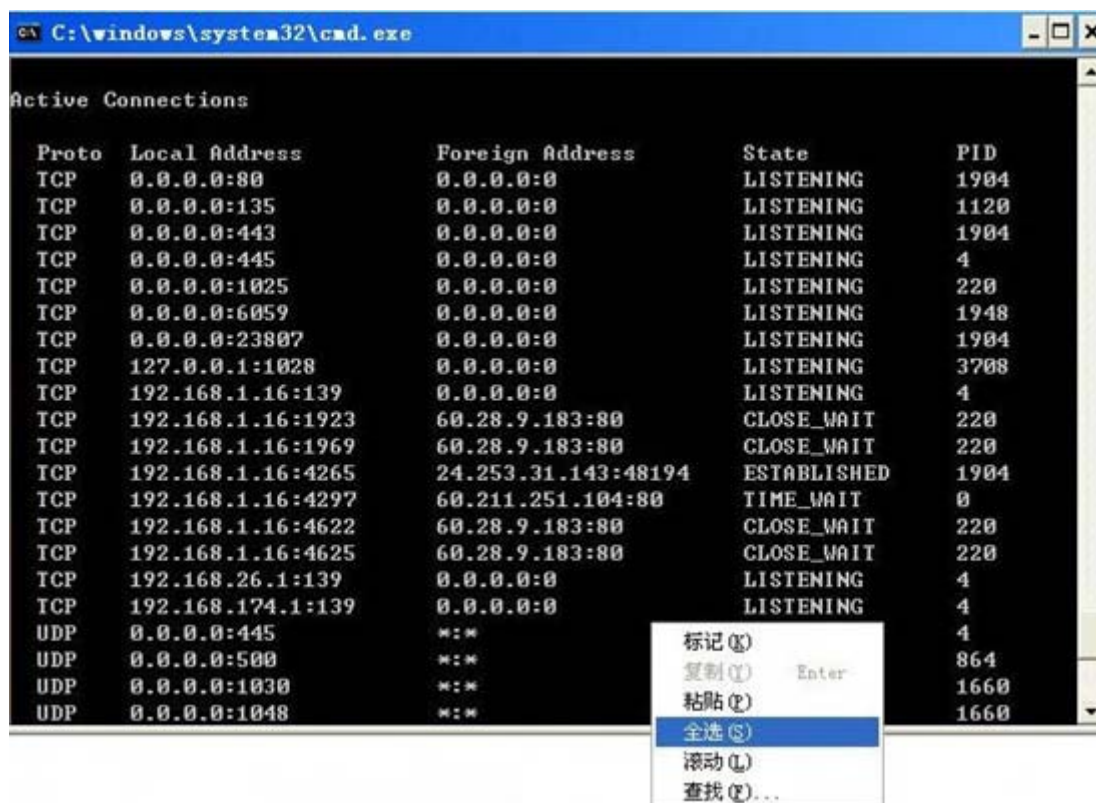 C:\windows\system32\cmd.exe
Active Connections
Proto Local Address Foreign Address State PID
TCP 0.0.0.0:80 0.0.0.0:0 LISTENING 1904
TCP 0.0.0.0:135 0.0.0.0:0 LISTENING 1120
TCP 0.0.0.0:443 0.0.0.0:0 LISTENING 1904
TCP 0.0.0.0:445 0.0.0.0:0 LISTENING 4
TCP 0.0.0.0:1025 0.0.0.0:0 LISTENING 220
TCP 0.0.0.0:6059 0.0.0.0:0 LISTENING 1948
TCP 0.0.0.0:23807 0.0.0.0:0 LISTENING 1904
TCP 127.0.0.1:1028 0.0.0.0:0 LISTENING 3708
TCP 192.168.1.16:139 0.0.0.0:0 LISTENING 4
TCP 192.168.1.16:1923 60.28.9.183:80 CLOSE_WAIT 220
TCP 192.168.1.16:1969 60.28.9.183:80 CLOSE_WAIT 220
TCP 192.168.1.16:4265 24.253.31.143:48194 ESTABLISHED 1904
TCP 192.168.1.16:4297 60.211.251.104:80 TIME_WAIT 0
TCP 192.168.1.16:4622 60.28.9.183:80 CLOSE_WAIT 220
TCP 192.168.1.16:4625 60.28.9.183:80 CLOSE_WAIT 220
TCP 192.168.26.1:139 0.0.0.0:0 LISTENING 4
TCP 192.168.174.1:139 0.0.0.0:0 LISTENING 4
UDP 0.0.0.0:445 *:* 4
UDP 0.0.0.0:500 *:* 864
UDP 0.0.0.0:1030 *:* 1660
UDP 0.0.0.0:1048 *:* 1660
标记(K)
复制(Y) Enter
粘贴(P)
全选(S)
滚动(L)
查找(F)...